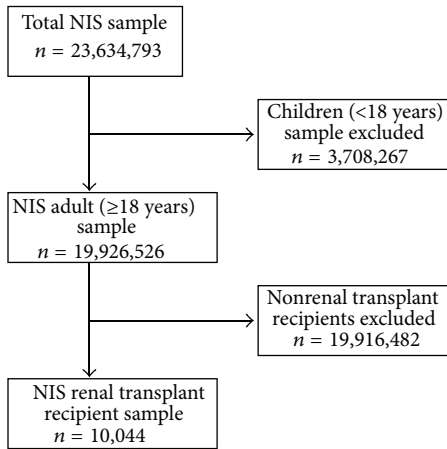 Total NIS sample
n = 23,634,793
Children (<18 years)
sample excluded
n = 3,708,267
NIS adult (≥18 years)
sample
n = 19,926,526
Nonrenal transplant
recipients excluded
n = 19,916,482
NIS renal transplant
recipient sample
n = 10,044